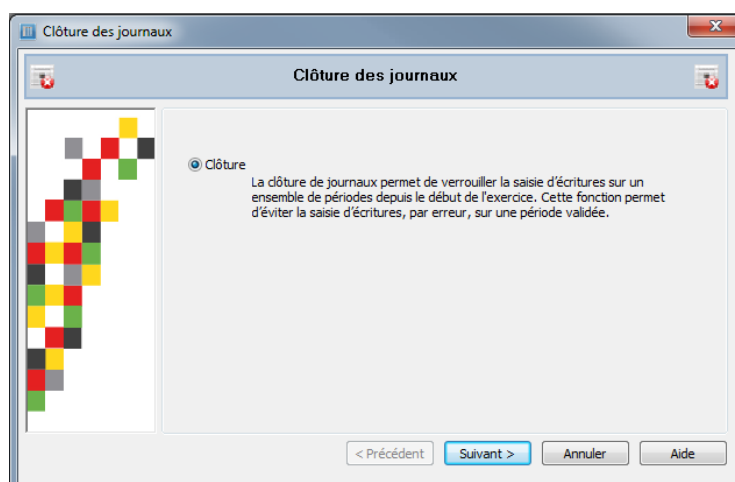 Clôture des journaux
Clôture des journaux
Clôture
La clôture de journaux permet de verrouiller la saisie d'écritures sur un
ensemble de périodes depuis le début de l'exercice. Cette fonction permet
d'éviter la saisie d'écritures, par erreur, sur une période validée.
< Précédent Suivant > Annuler Aide